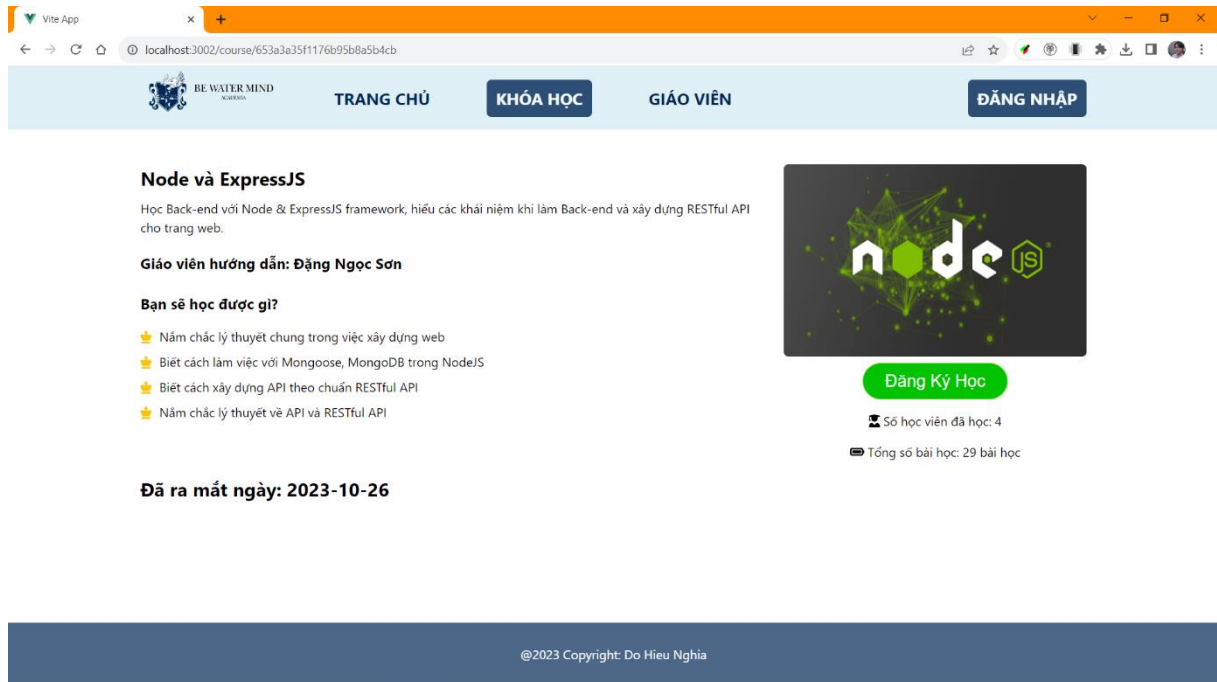 Vite App
localhost:3002/course/653a3a35f1176b95b8a5b4cb
BE WATER MIND
TRANG CHỦ
KHÓA HỌC
GIÁO VIÊN
ĐĂNG NHẬP
Node và ExpressJS
Học Back-end với Node & ExpressJS framework, hiểu các khái niệm khi làm Back-end và xây dựng RESTful API
cho trang web.
Giáo viên hướng dẫn: Đặng Ngọc Sơn
Bạn sẽ học được gì?
Nắm chắc lý thuyết chung trong việc xây dựng web
Biết cách làm việc với Mongoose, MongoDB trong NodeJS
Biết cách xây dựng API theo chuẩn RESTful API
Nắm chắc lý thuyết về API và RESTful API
Đã ra mắt ngày: 2023-10-26
node JS
Đăng Ký Học
Số học viên đã học: 4
Tổng số bài học: 29 bài học
@2023 Copyright: Do Hieu Nghia